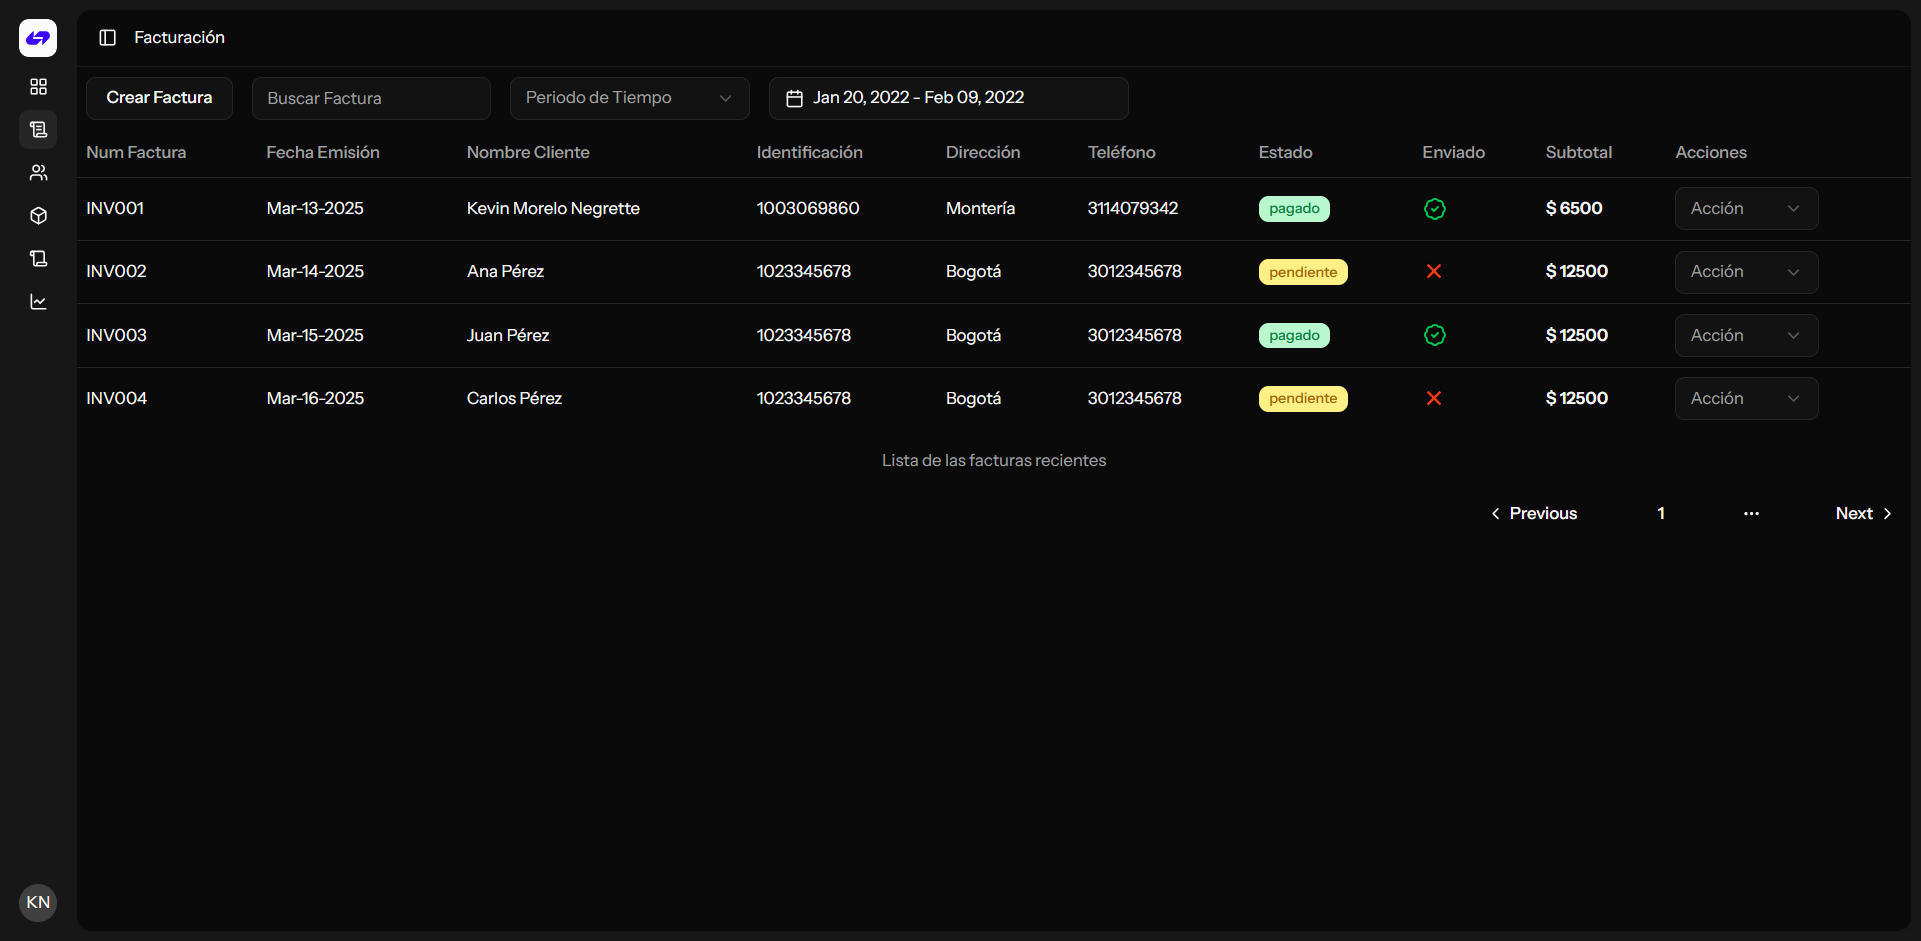 Facturación
Crear Factura Buscar Factura Periodo de Tiempo Jan 20, 2022 - Feb 09, 2022
Num Factura Fecha Emisión Nombre Cliente Identificación Dirección Teléfono Estado Enviado Subtotal Acciones
INV001 Mar-13-2025 Kevin Morelo Negrette 1003069860 Montería 3114079342 pagado $ 6500 Acción
INV002 Mar-14-2025 Ana Pérez 1023345678 Bogotá 3012345678 pendiente $ 12500 Acción
INV003 Mar-15-2025 Juan Pérez 1023345678 Bogotá 3012345678 pagado $ 12500 Acción
INV004 Mar-16-2025 Carlos Pérez 1023345678 Bogotá 3012345678 pendiente $ 12500 Acción
Lista de las facturas recientes
Previous 1 ... Next
KN